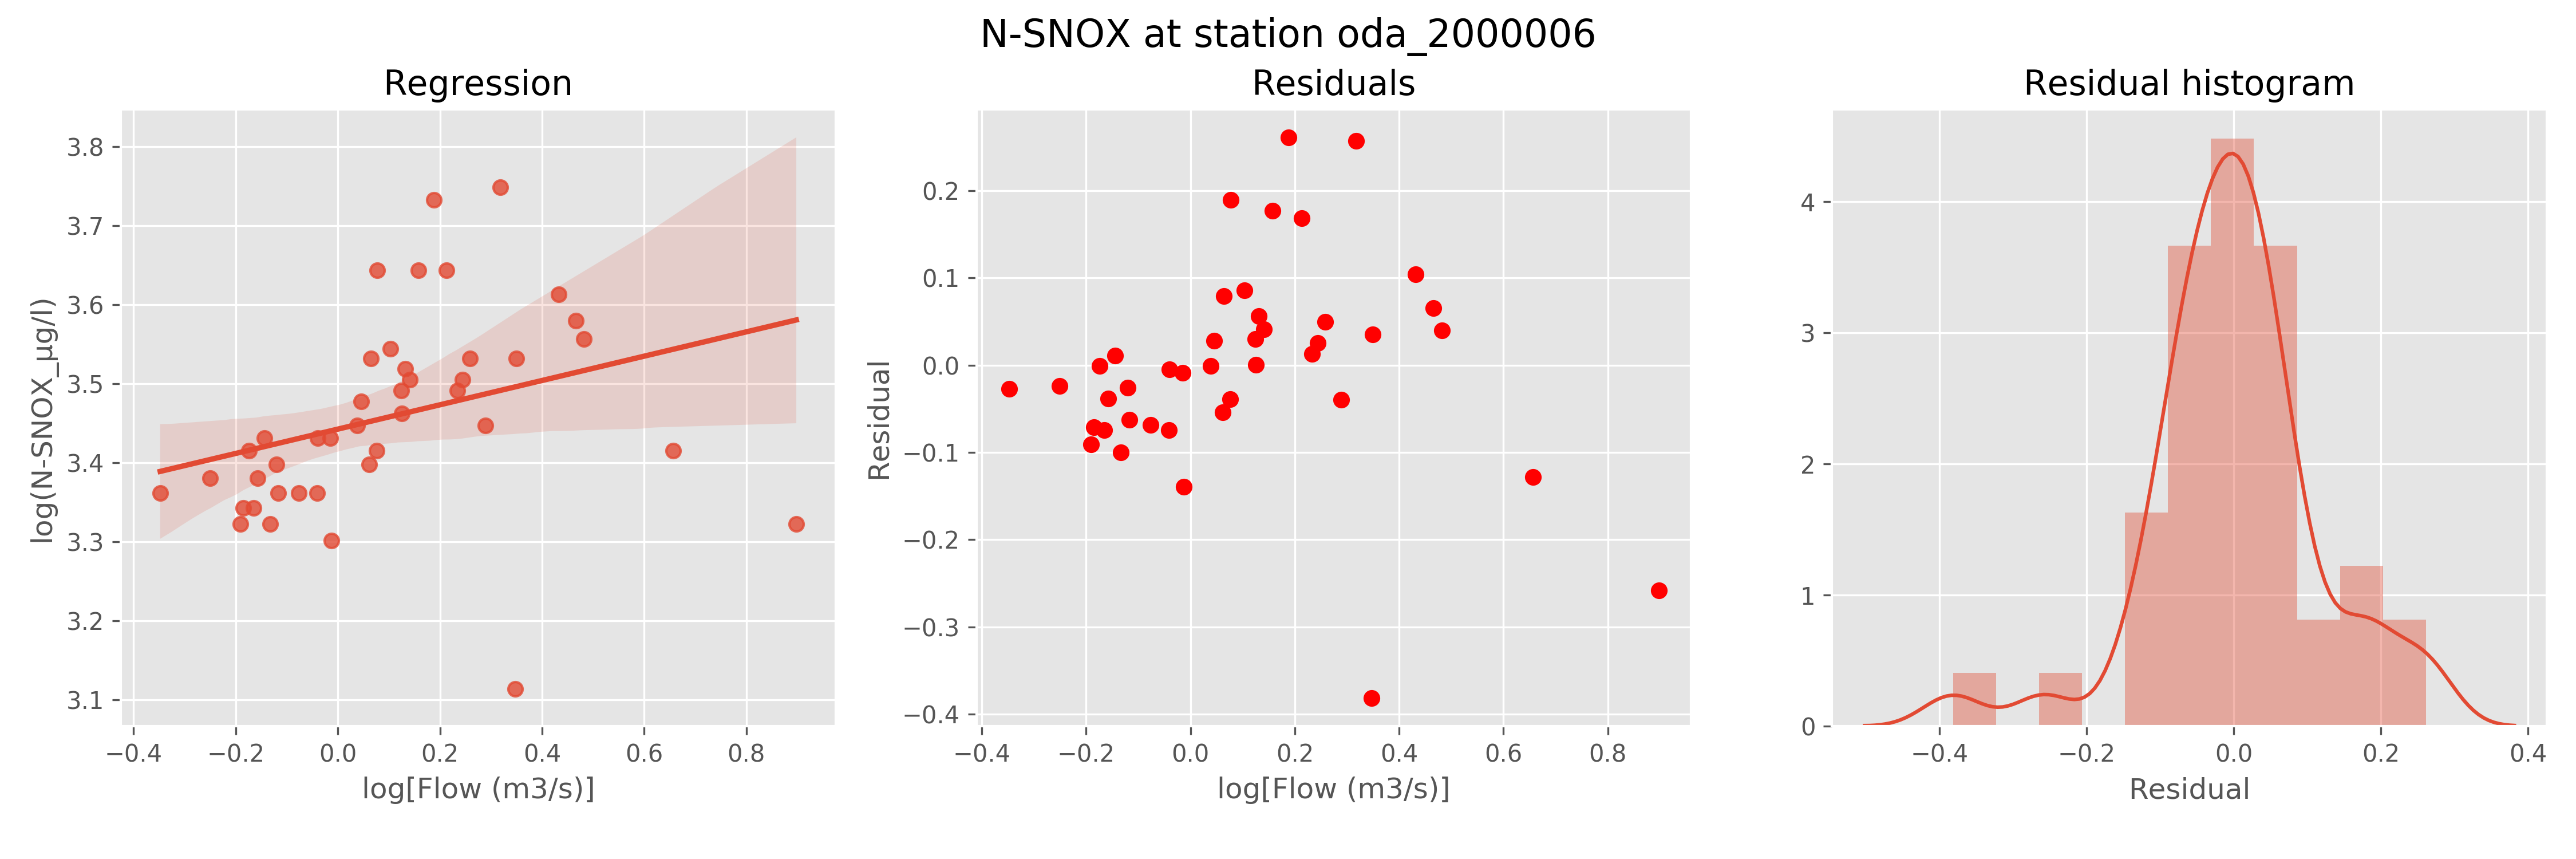 N-SNOX at station oda_2000006
Regression
3.8
3.7
3.6
3.5
3.4
3.3
3.2
3.1
log(N-SNOX_µg/l)
−0.4 −0.2 0.0 0.2 0.4 0.6 0.8
log[Flow (m3/s)]
Residuals
0.2
0.1
0.0
−0.1
−0.2
−0.3
−0.4
Residual
−0.4 −0.2 0.0 0.2 0.4 0.6 0.8
log[Flow (m3/s)]
Residual histogram
4
3
2
1
0
−0.4 −0.2 0.0 0.2 0.4
Residual